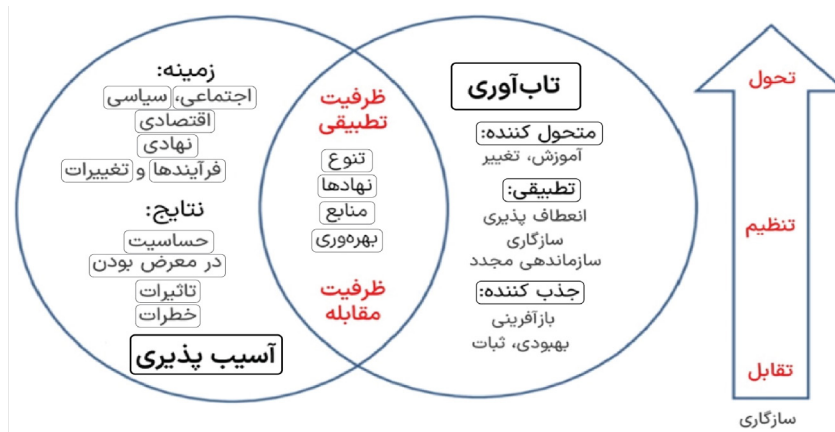 زمینه:
اجتماعی، سیاسی
اقتصادی
نهادی
فرآیندها و تغییرات
نتایج:
حساسیت
در معرض بودن
تاثیرات
خطرات
آسیب پذیری
ظرفیت
تطبیقی
تنوع
نهادها
منابع
بهره‌وری
ظرفیت
مقابله
تاب‌آوری
متحول کننده:
آموزش، تغییر
تطبیقی:
انعطاف پذیری
سازگاری
سازماندهی مجدد
جذب کننده:
بازآفرینی
بهبودی، ثبات
تحول
تنظیم
تقابل
سازگاری